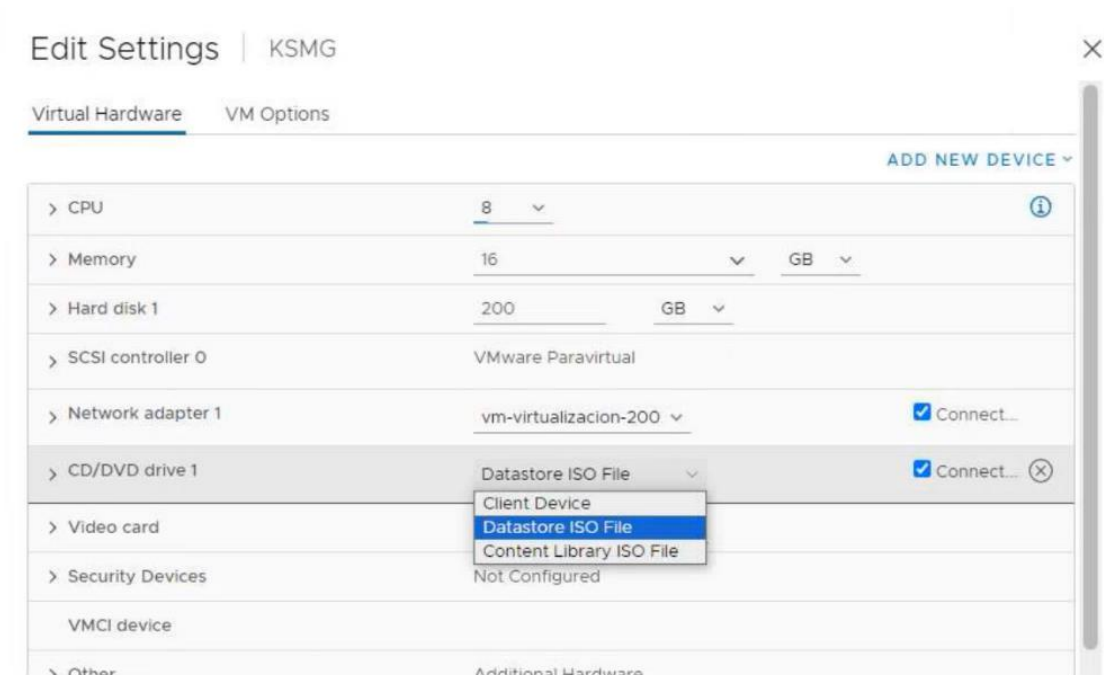 Edit Settings | KSMG
Virtual Hardware VM Options
ADD NEW DEVICE
CPU 8
Memory 16 GB
Hard disk 1 200 GB
SCSI controller 0 VMware Paravirtual
Network adapter 1 vm-virtualizacion-200 Connect...
CD/DVD drive 1 Datastore ISO File Connect...
Client Device
Video card Datastore ISO File
Content Library ISO File
Security Devices Not Configured
VMCI device
Other Additional Hardware